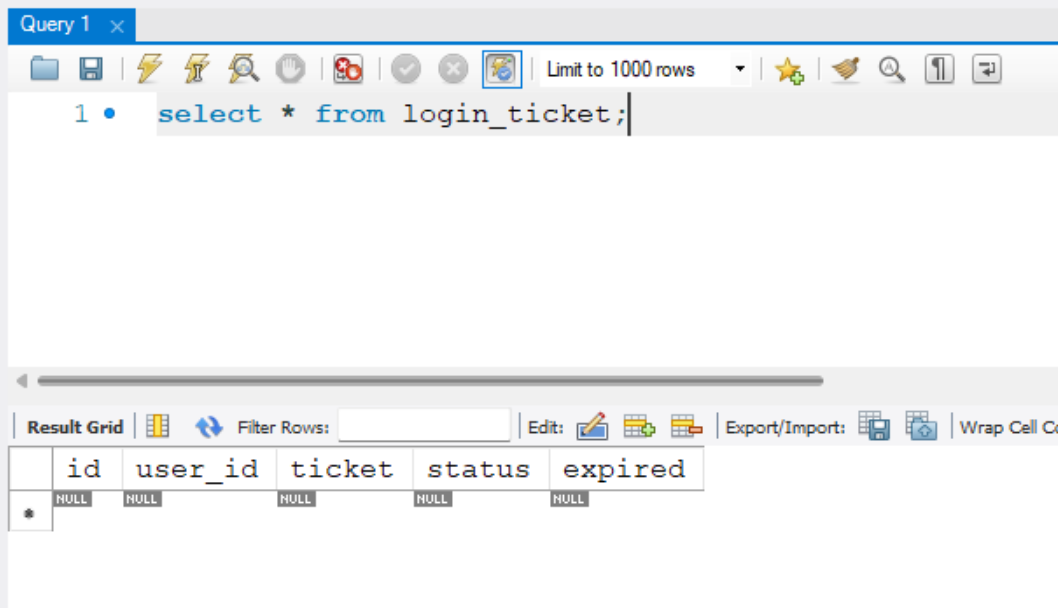 Query 1
Limit to 1000 rows
1 select * from login_ticket;
Result Grid Filter Rows: Edit: Export/Import: Wrap Cell Co
id user_id ticket status expired
NULL NULL NULL NULL NULL
*